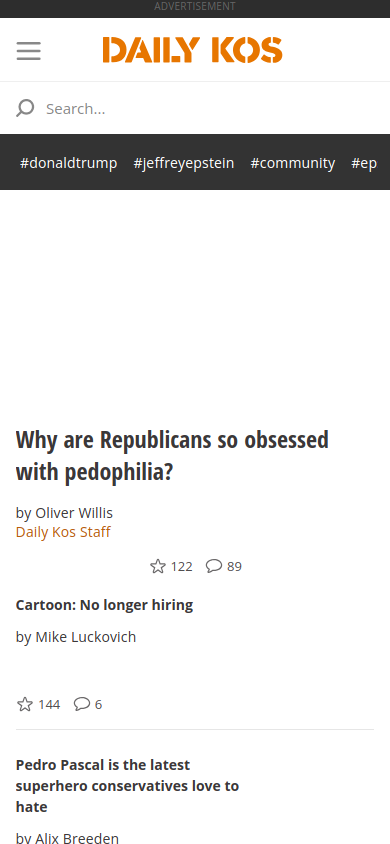 ADVERTISEMENT
DAILY KOS
Search...
#donaldtrump #jeffreyepstein #community #ep
Why are Republicans so obsessed
with pedophilia?
by Oliver Willis
Daily Kos Staff
122 89
Cartoon: No longer hiring
by Mike Luckovich
144 6
Pedro Pascal is the latest
superhero conservatives love to
hate
by Alix Breeden